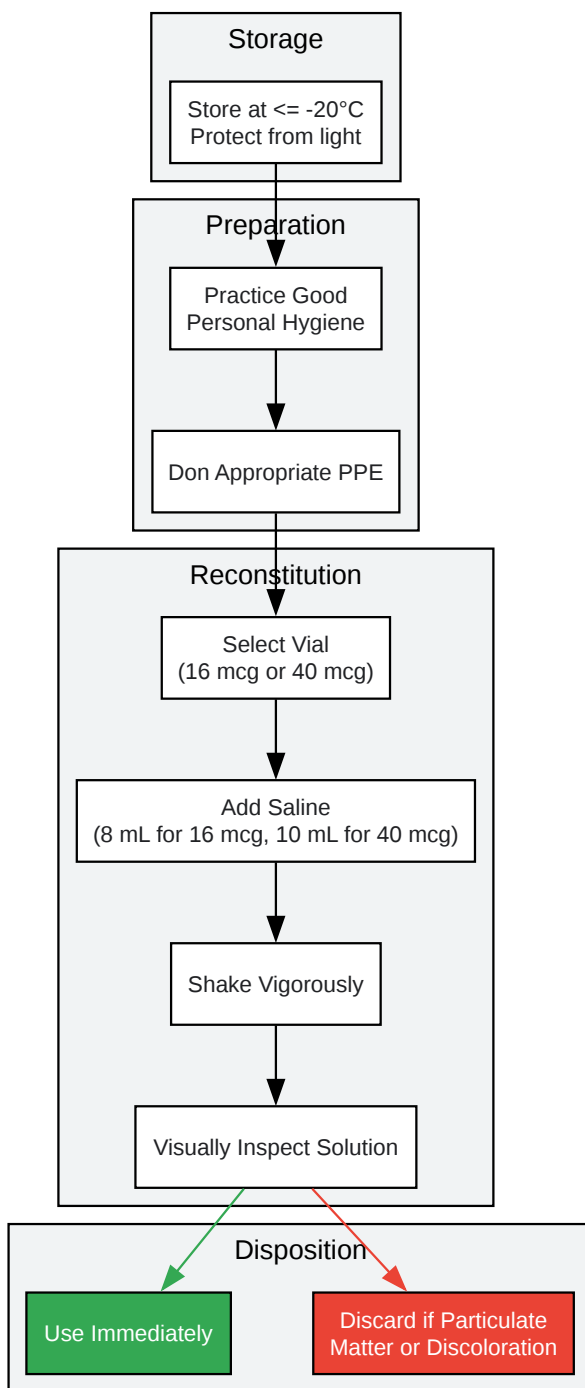 Storage
Store at <= -20°C
Protect from light
Preparation
Practice Good
Personal Hygiene
Don Appropriate PPE
Reconstitution
Select Vial
(16 mcg or 40 mcg)
Add Saline
(8 mL for 16 mcg, 10 mL for 40 mcg)
Shake Vigorously
Visually Inspect Solution
Disposition
Use Immediately
Discard if Particulate
Matter or Discoloration